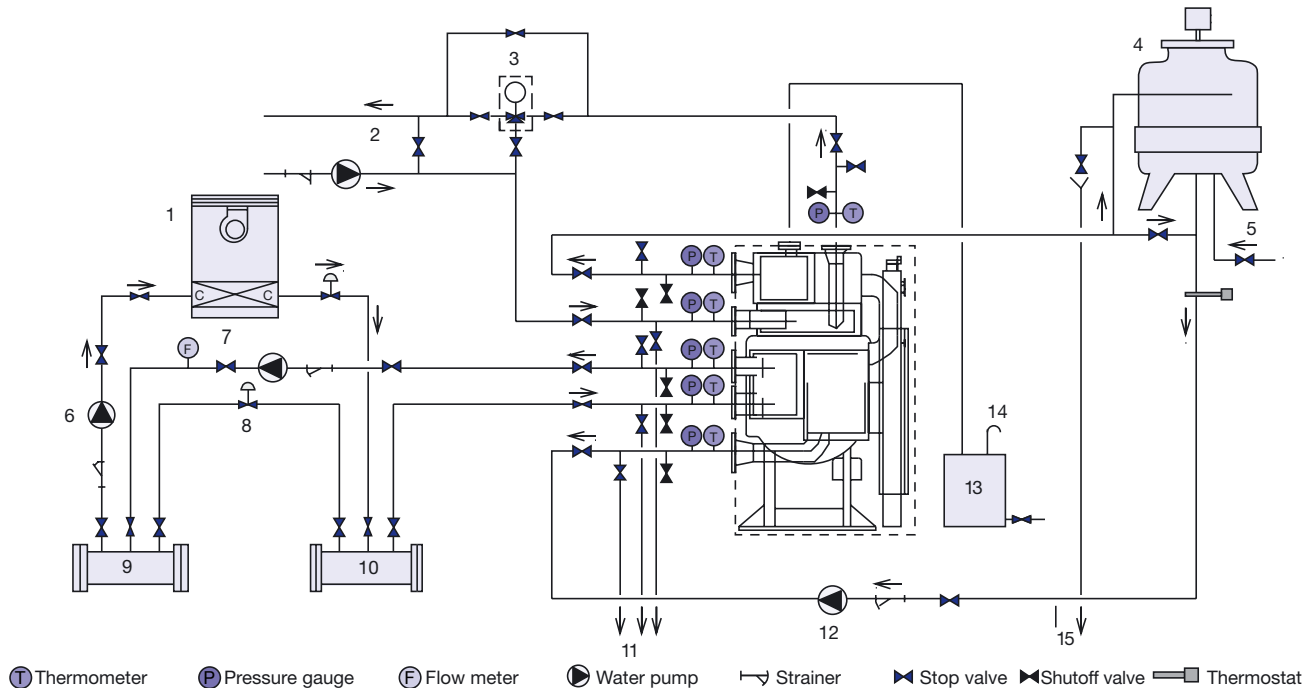 4
3
2
1
5
P T
P T
P T
P T
P T
P T
C C
7
F
6
8
14
13
9
10
12
11
15
T Thermometer
P Pressure gauge
F Flow meter
Water pump
Strainer
Stop valve
Shutoff valve
Thermostat